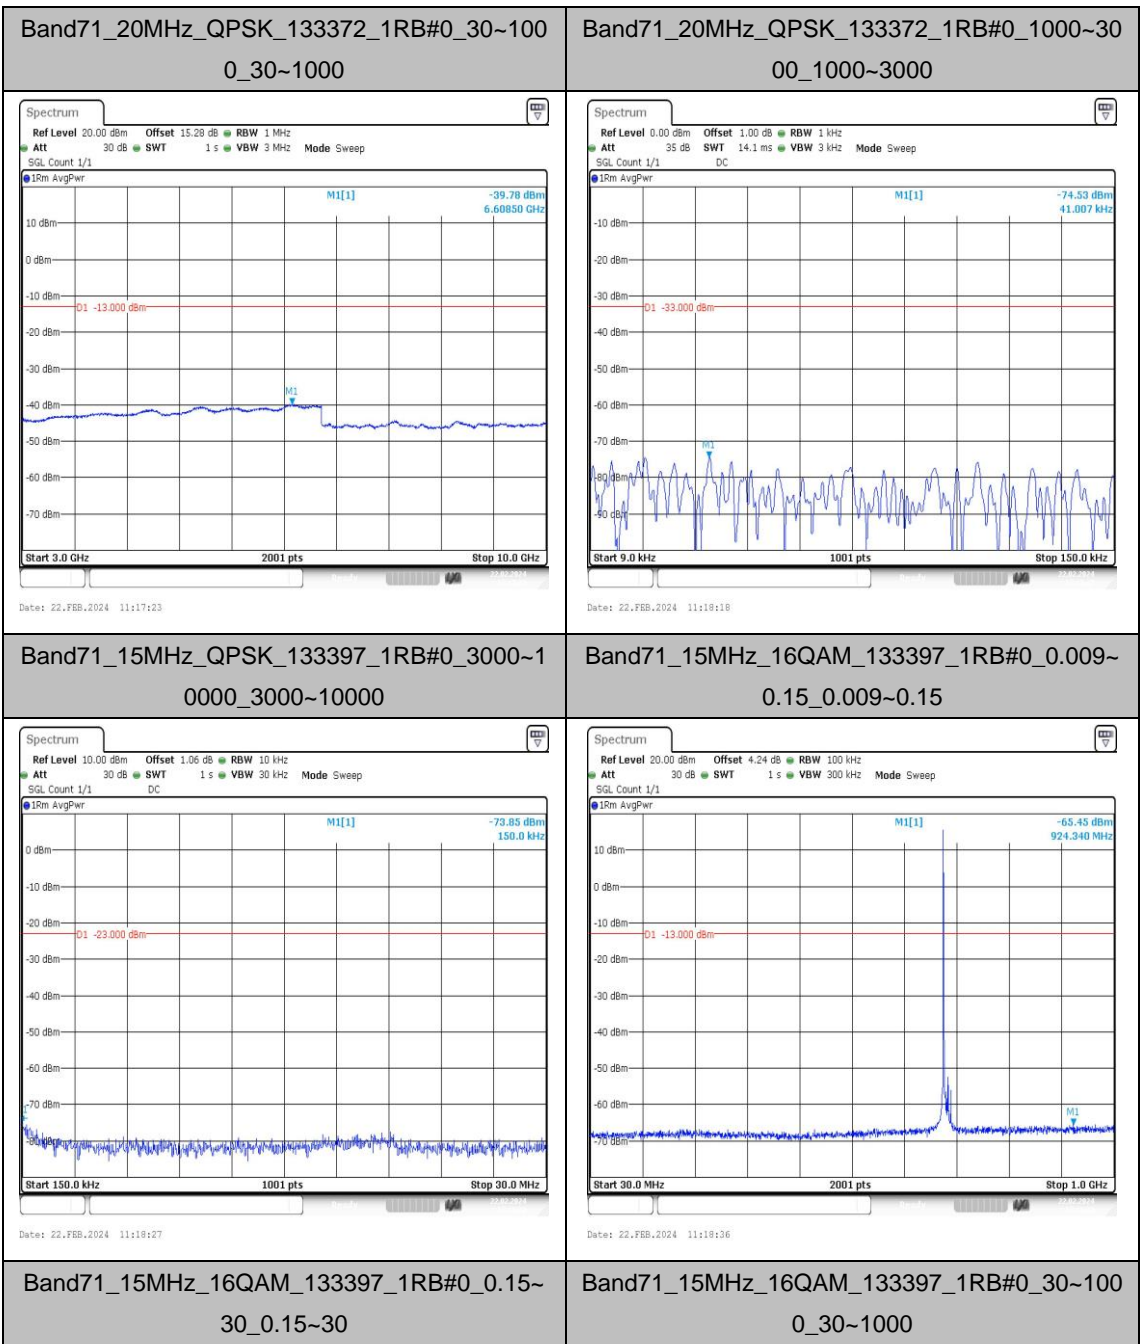 Band71_20MHz_QPSK_133372_1RB#0_30~100
0_30~1000
Band71_20MHz_QPSK_133372_1RB#0_1000~30
00_1000~3000
Spectrum
Ref Level 20.00 dBm Offset 15.28 dB RBW 1 MHz
Att 30 dB SWT 1 s VBW 3 MHz Mode Sweep
SGL Count 1/1
1Rm AvgPwr
M1[1] -39.78 dBm
6.60850 GHz
10 dBm
0 dBm
-10 dBm
D1 -13.000 dBm
-20 dBm
-30 dBm
M1
-40 dBm
-50 dBm
-60 dBm
-70 dBm
Start 3.0 GHz 2001 pts Stop 10.0 GHz
Date: 22.FEB.2024 11:17:23
Spectrum
Ref Level 0.00 dBm Offset 1.00 dB RBW 1 kHz
Att 35 dB SWT 14.1 ms VBW 3 kHz Mode Sweep
SGL Count 1/1 DC
1Rm AvgPwr
M1[1] -74.53 dBm
41.007 kHz
-10 dBm
-20 dBm
-30 dBm
D1 -33.000 dBm
-40 dBm
-50 dBm
-60 dBm
-70 dBm
M1
-80 dBm
-90 dBm
Start 9.0 kHz 1001 pts Stop 150.0 kHz
Date: 22.FEB.2024 11:18:18
Band71_15MHz_QPSK_133397_1RB#0_3000~1
0000_3000~10000
Band71_15MHz_16QAM_133397_1RB#0_0.009~
0.15_0.009~0.15
Spectrum
Ref Level 10.00 dBm Offset 1.06 dB RBW 10 kHz
Att 30 dB SWT 1 s VBW 30 kHz Mode Sweep
SGL Count 1/1 DC
1Rm AvgPwr
M1[1] -73.85 dBm
150.0 kHz
0 dBm
-10 dBm
-20 dBm
D1 -23.000 dBm
-30 dBm
-40 dBm
-50 dBm
-60 dBm
-70 dBm
Start 150.0 kHz 1001 pts Stop 30.0 MHz
Date: 22.FEB.2024 11:18:27
Spectrum
Ref Level 20.00 dBm Offset 4.24 dB RBW 100 kHz
Att 30 dB SWT 1 s VBW 300 kHz Mode Sweep
SGL Count 1/1
1Rm AvgPwr
M1[1] -65.45 dBm
924.340 MHz
10 dBm
0 dBm
-10 dBm
D1 -13.000 dBm
-20 dBm
-30 dBm
-40 dBm
-50 dBm
-60 dBm
M1
-70 dBm
Start 30.0 MHz 2001 pts Stop 1.0 GHz
Date: 22.FEB.2024 11:18:36
Band71_15MHz_16QAM_133397_1RB#0_0.15~
30_0.15~30
Band71_15MHz_16QAM_133397_1RB#0_30~100
0_30~1000